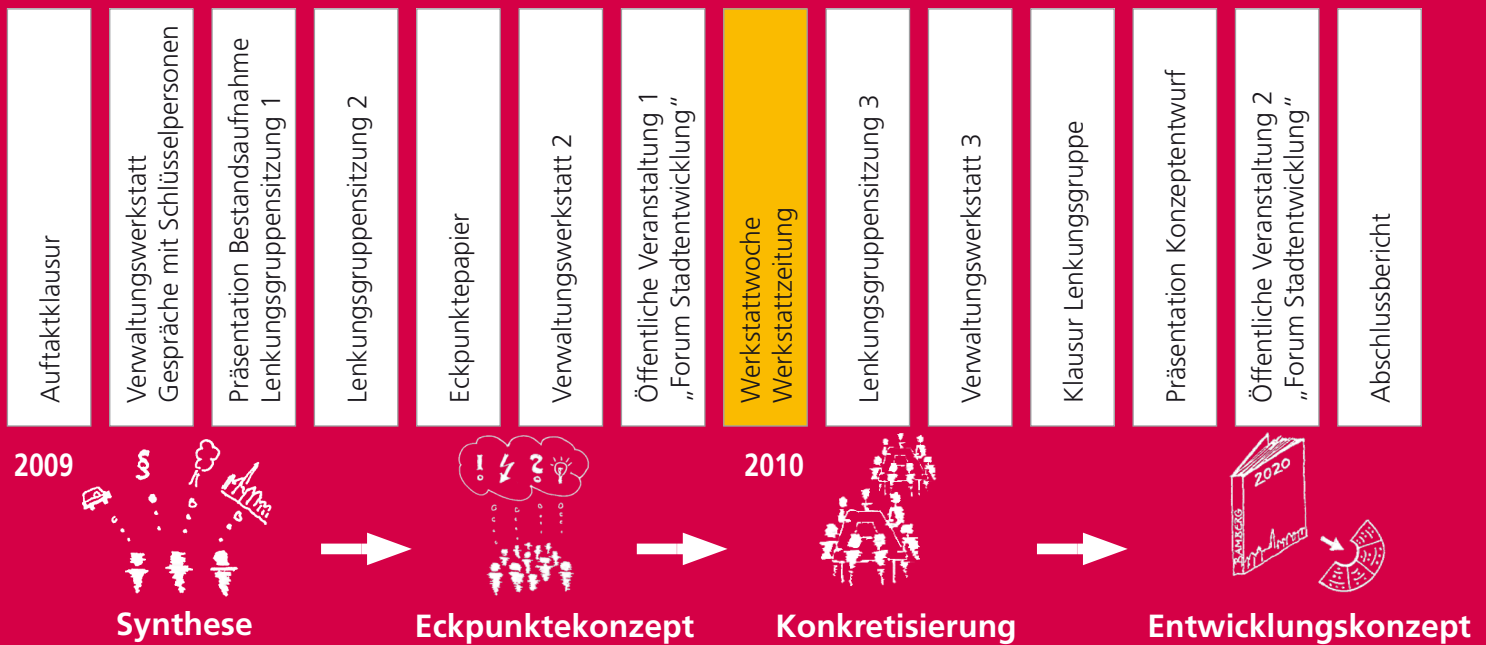 Auftaktklausur
Verwaltungswerkstatt
Gespräche mit Schlüsselpersonen
Präsentation Bestandsaufnahme
Lenkungsgruppensitzung 1
Lenkungsgruppensitzung 2
Eckpunktepapier
Verwaltungswerkstatt 2
Öffentliche Veranstaltung 1
„Forum Stadtentwicklung“
Werkstattwoche
Werkstattzeitung
Lenkungsgruppensitzung 3
Verwaltungswerkstatt 3
Klausur Lenkungsgruppe
Präsentation Konzeptentwurf
Öffentliche Veranstaltung 2
„Forum Stadtentwicklung“
Abschlussbericht
2009
§
! ?
2010
2020
BAMBERG
Synthese
Eckpunktekonzept
Konkretisierung
Entwicklungskonzept